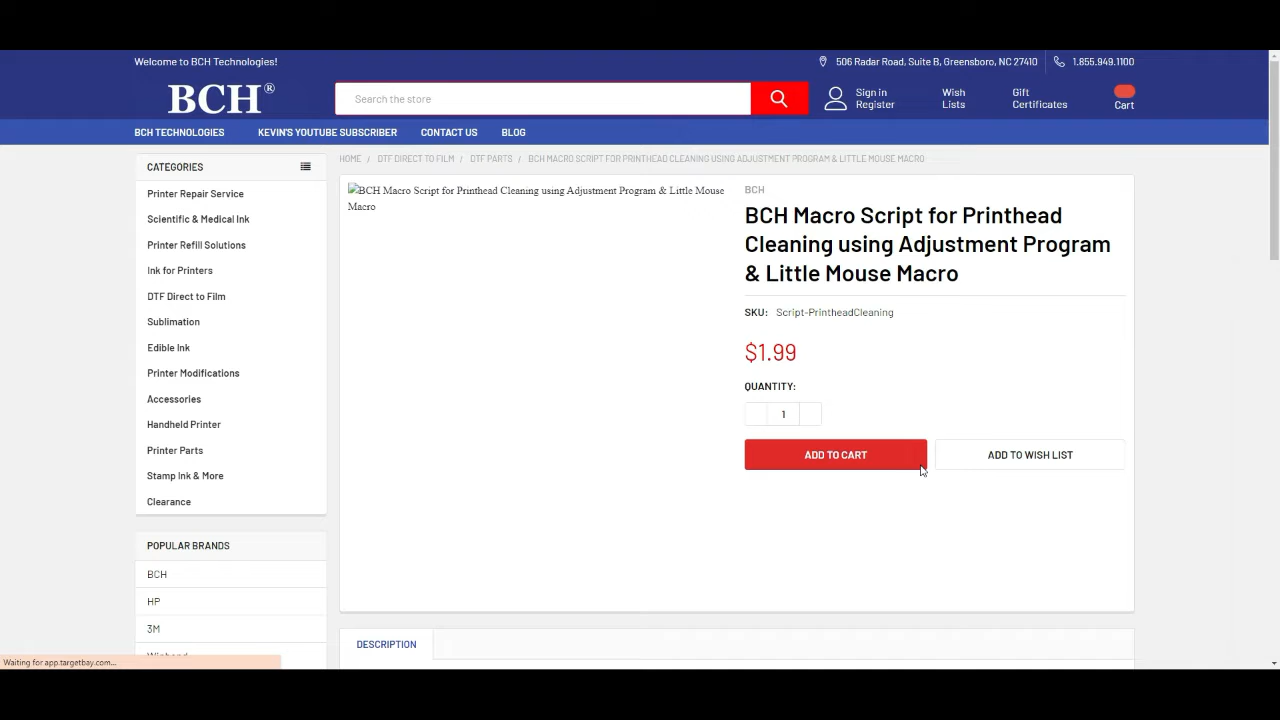 Welcome to BCH Technologies!
506 Radar Road, Suite B, Greensboro, NC 27410
1.855.949.1100
BCH®
Search the store
Sign in
Register
Wish
Lists
Gift
Certificates
Cart
BCH TECHNOLOGIES
KEVIN'S YOUTUBE SUBSCRIBER
CONTACT US
BLOG
CATEGORIES
Printer Repair Service
Scientific & Medical Ink
Printer Refill Solutions
Ink for Printers
DTF Direct to Film
Sublimation
Edible Ink
Printer Modifications
Accessories
Handheld Printer
Printer Parts
Stamp Ink & More
Clearance
POPULAR BRANDS
BCH
HP
3M
HOME / DTF DIRECT TO FILM / DTF PARTS / BCH MACRO SCRIPT FOR PRINTHEAD CLEANING USING ADJUSTMENT PROGRAM & LITTLE MOUSE MACRO
BCH Macro Script for Printhead Cleaning using Adjustment Program & Little Mouse
Macro
BCH
BCH Macro Script for Printhead
Cleaning using Adjustment Program
& Little Mouse Macro
SKU: Script-PrintheadCleaning
$1.99
QUANTITY:
1
ADD TO CART
ADD TO WISH LIST
DESCRIPTION
Waiting for app.targetbay.com...